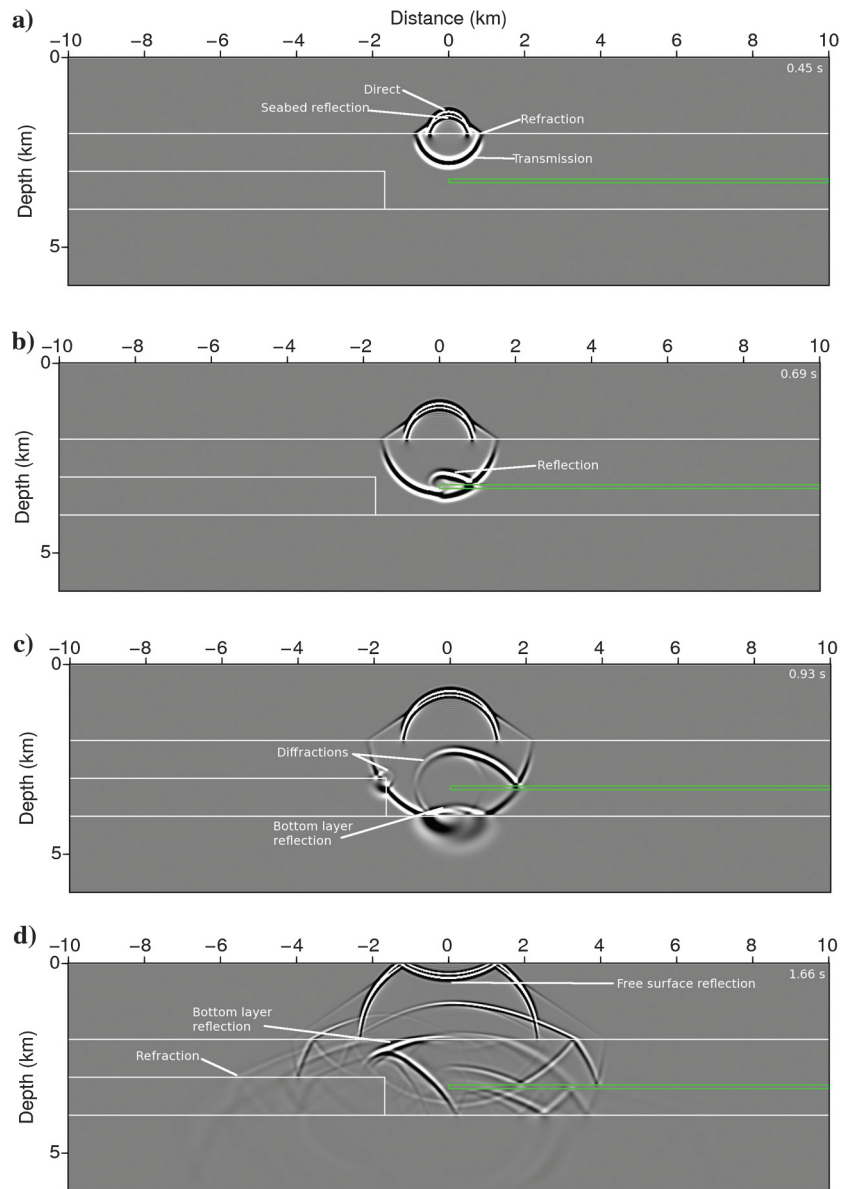 a)
Distance (km)
−10 −8 −6 −4 −2 0 2 4 6 8 10
0
0.45 s
Direct
Seabed reflection
Refraction
Transmission
Depth (km)
5
b)
−10 −8 −6 −4 −2 0 2 4 6 8 10
0
0.69 s
Reflection
Depth (km)
5
c)
−10 −8 −6 −4 −2 0 2 4 6 8 10
0
0.93 s
Diffractions
Depth (km)
Bottom layer
reflection
5
d)
−10 −8 −6 −4 −2 0 2 4 6 8 10
0
1.66 s
Free surface reflection
Bottom layer
reflection
Refraction
Depth (km)
5